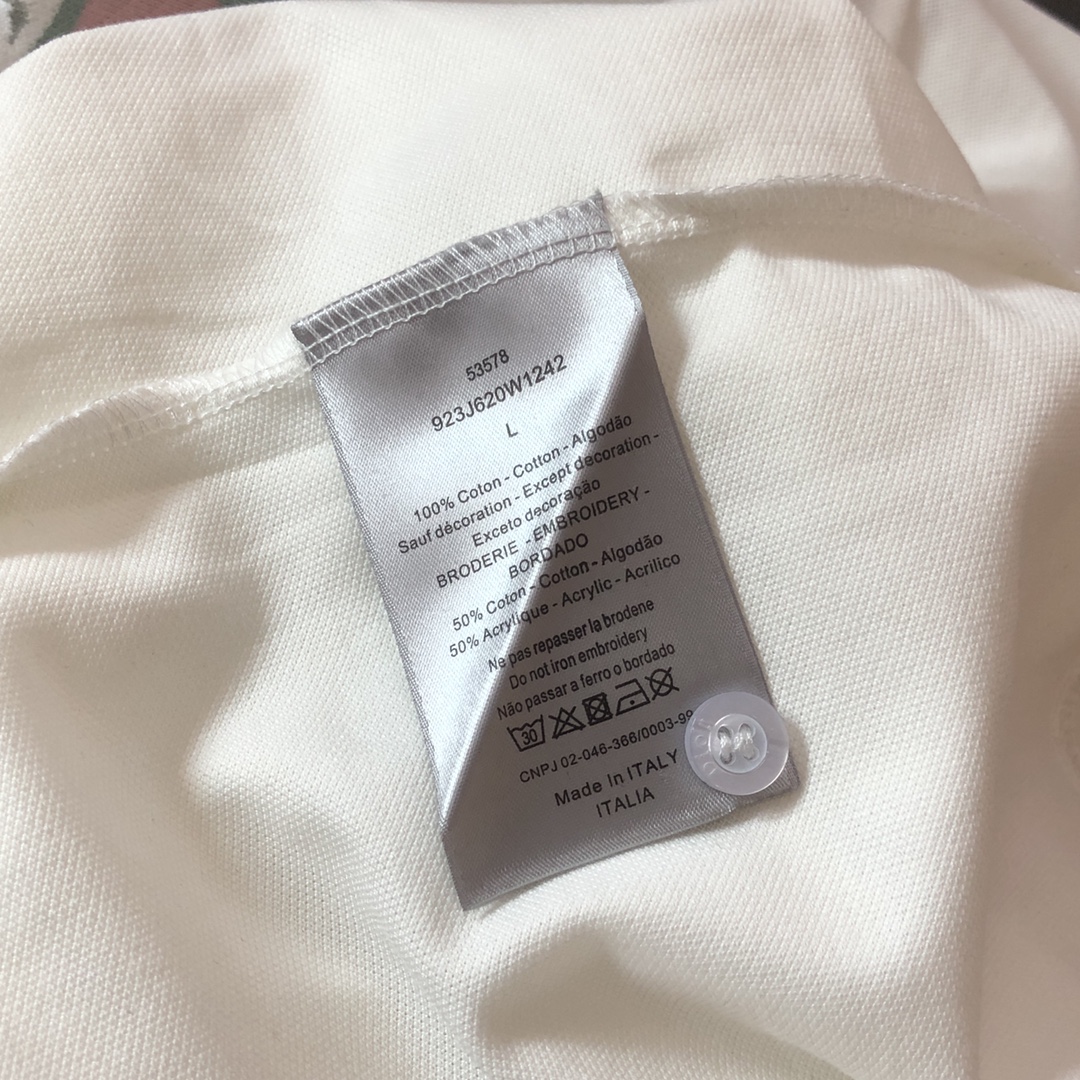 53578
923J620W1242
L
100% Coton - Cotton - Algodão
Sauf décoration - Except decoration -
Exceto decoração
BRODERIE - EMBROIDERY -
BORDADO
50% Coton - Cotton - Algodão
50% Acrylique - Acrylic - Acrilico
Ne pas repasser la brodene
Do not iron embroidery
Não passar a ferro o bordado
30
CNPJ 02-046-366/0003-99
Made In ITALY
ITALIA